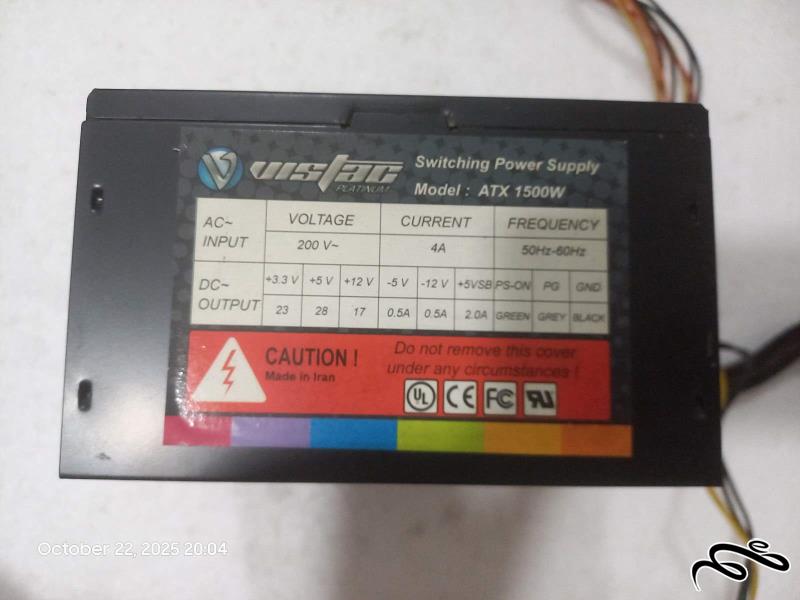 VISTAC
PLATINUM
Switching Power Supply
Model : ATX 1500W
AC~ INPUT
VOLTAGE CURRENT FREQUENCY
200 V~ 4A 50Hz-60Hz
DC~ OUTPUT
+3.3 V +5 V +12 V -5 V -12 V +5VSB PS-ON PG GND
23 28 17 0.5A 0.5A 2.0A GREEN GREY BLACK
CAUTION !
Made in Iran
Do not remove this cover
under any circumstances !
UL CE FC UR
October 22, 2025 20:04